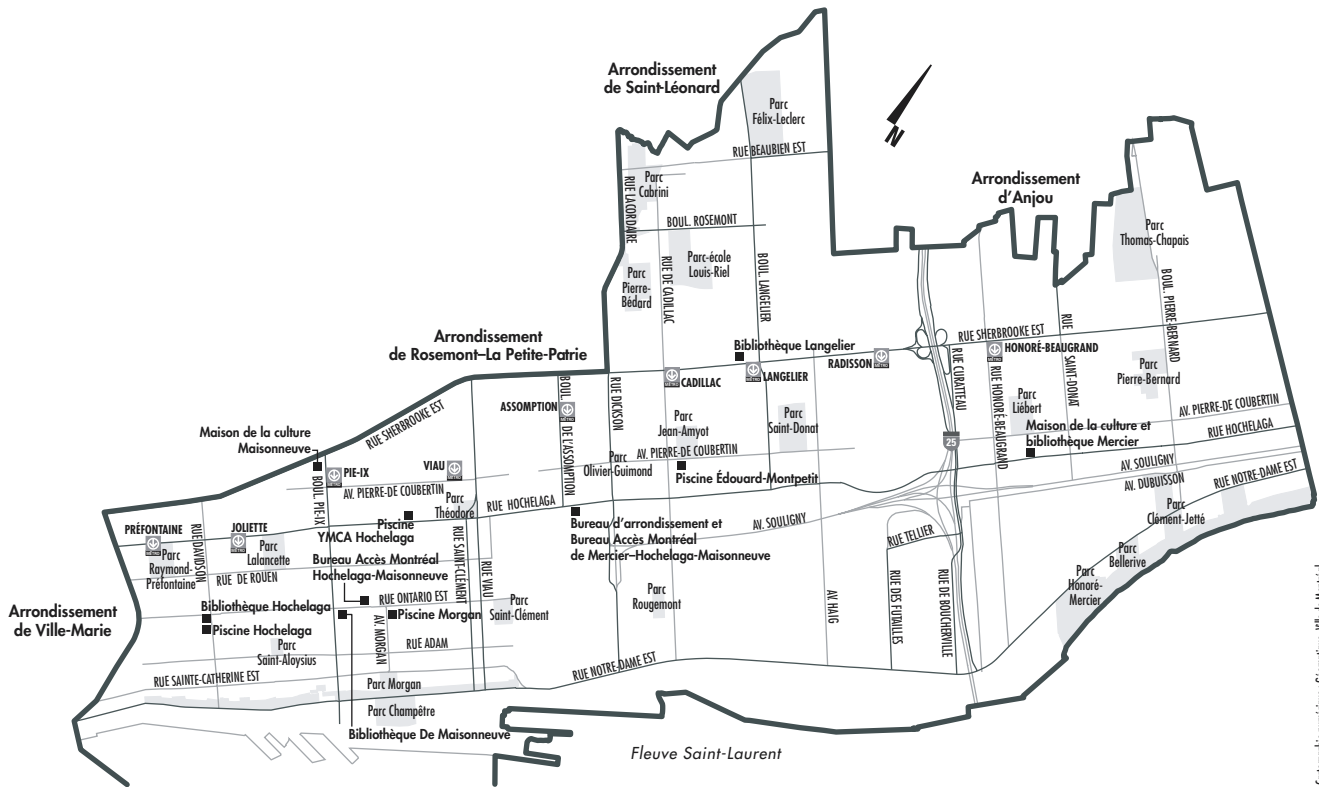 Arrondissement
de Saint-Léonard
Parc
Félix-Leclerc
N
RUE BEAUBIEN EST
RUE LACORDAIRE
Parc
Cabrini
Arrondissement
d'Anjou
BOUL. ROSEMONT
Parc
Thomas-Chapais
Parc-école
Louis-Riel
Parc
Pierre-
Bédard
RUE DE CADILLAC
BOUL. LANGELIER
BOUL. PIERRE-BERNARD
Arrondissement
de Rosemont–La Petite-Patrie
RUE SHERBROOKE EST
RUE
SAINT-DONAT
Bibliothèque Langelier
RADISSON
HONORÉ-BEAUGRAND
RUE CURATTEAU
RUE HONORÉ-BEAUGRAND
CADILLAC
LANGELIER
Parc
Pierre-Bernard
BOUL.
DE L'ASSOMPTION
RUE DICKSON
ASSOMPTION
Parc
Liébert
AV. PIERRE-DE COUBERTIN
Parc
Jean-Amyot
Parc
Saint-Donat
RUE SHERBROOKE EST
Maison de la culture
Maisonneuve
Maison de la culture et
bibliothèque Mercier
RUE HOCHELAGA
25
AV. PIERRE-DE COUBERTIN
Parc
Olivier-Guimond
Piscine Édouard-Montpetit
PIE-IX
VIAU
AV. SOULIGNY
AV. DUBUISSON
RUE NOTRE-DAME EST
BOUL. PIE-IX
AV. PIERRE-DE COUBERTIN
Parc
Théodore
RUE HOCHELAGA
Parc
Clément-Jetté
Piscine
YMCA Hochelaga
Bureau d'arrondissement et
Bureau Accès Montréal
de Mercier–Hochelaga-Maisonneuve
AV. SOULIGNY
RUE TELLIER
PRÉFONTAINE
RUE DAVIDSON
JOLIETTE
Parc
Raymond-
Préfontaine
Parc
Lalancette
RUE DE ROUEN
Bureau Accès Montréal
Hochelaga-Maisonneuve
RUE SAINT-CLÉMENT
RUE VIAU
Parc
Bellerive
Parc
Honoré-
Mercier
Parc
Rougemont
AV. HAIG
RUE DES FUTAILLES
RUE DE BOUCHERVILLE
Arrondissement
de Ville-Marie
Bibliothèque Hochelaga
Piscine Hochelaga
RUE ONTARIO EST
Piscine Morgan
Parc
Saint-Clément
AV. MORGAN
RUE ADAM
Parc
Saint-Aloysius
RUE SAINTE-CATHERINE EST
RUE NOTRE-DAME EST
Parc Morgan
Parc Champêtre
Bibliothèque De Maisonneuve
Fleuve Saint-Laurent